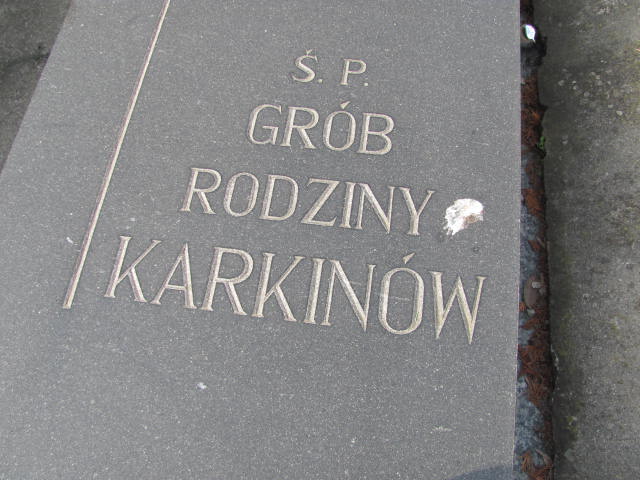 Ś. P.
GRÓB
RODZINY
KARKINÓW